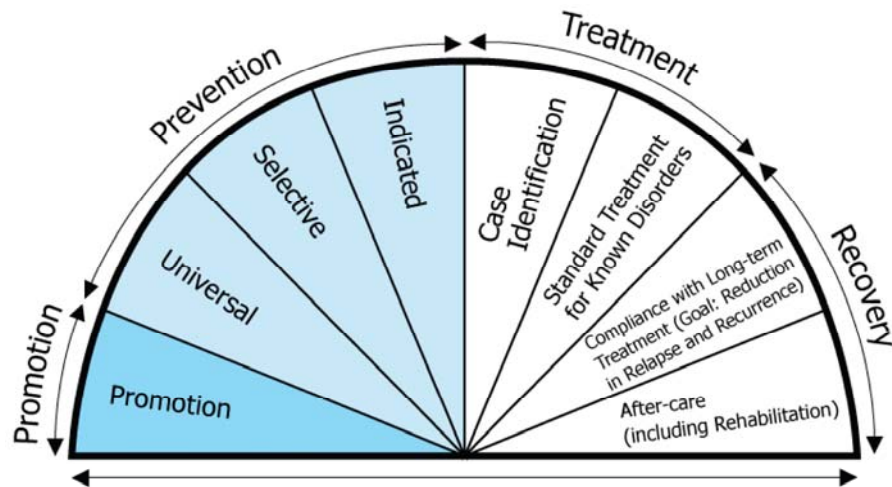 Promotion
Prevention
Treatment
Recovery
Promotion
Universal
Selective
Indicated
Case
Identification
Standard Treatment
for Known Disorders
Compliance with Long-term
Treatment (Goal: Reduction
in Relapse and Recurrence)
After-care
(including Rehabilitation)